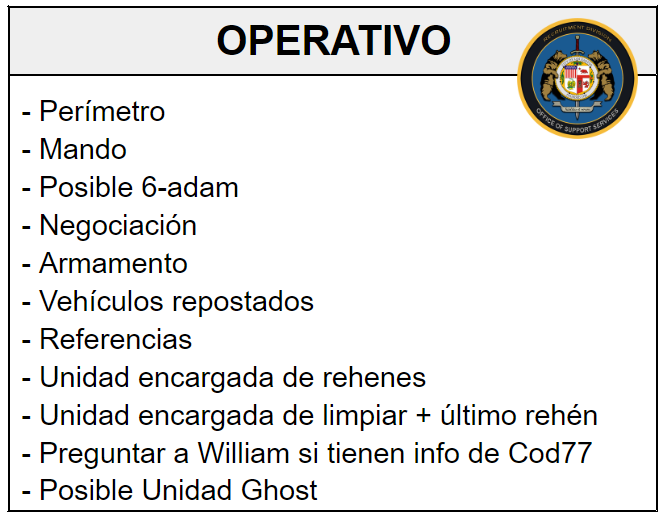 OPERATIVO
RECRUITMENT DIVISION
OFFICE OF SUPPORT SERVICES
- Perímetro
- Mando
- Posible 6-adam
- Negociación
- Armamento
- Vehículos repostados
- Referencias
- Unidad encargada de rehenes
- Unidad encargada de limpiar + último rehén
- Preguntar a William si tienen info de Cod77
- Posible Unidad Ghost